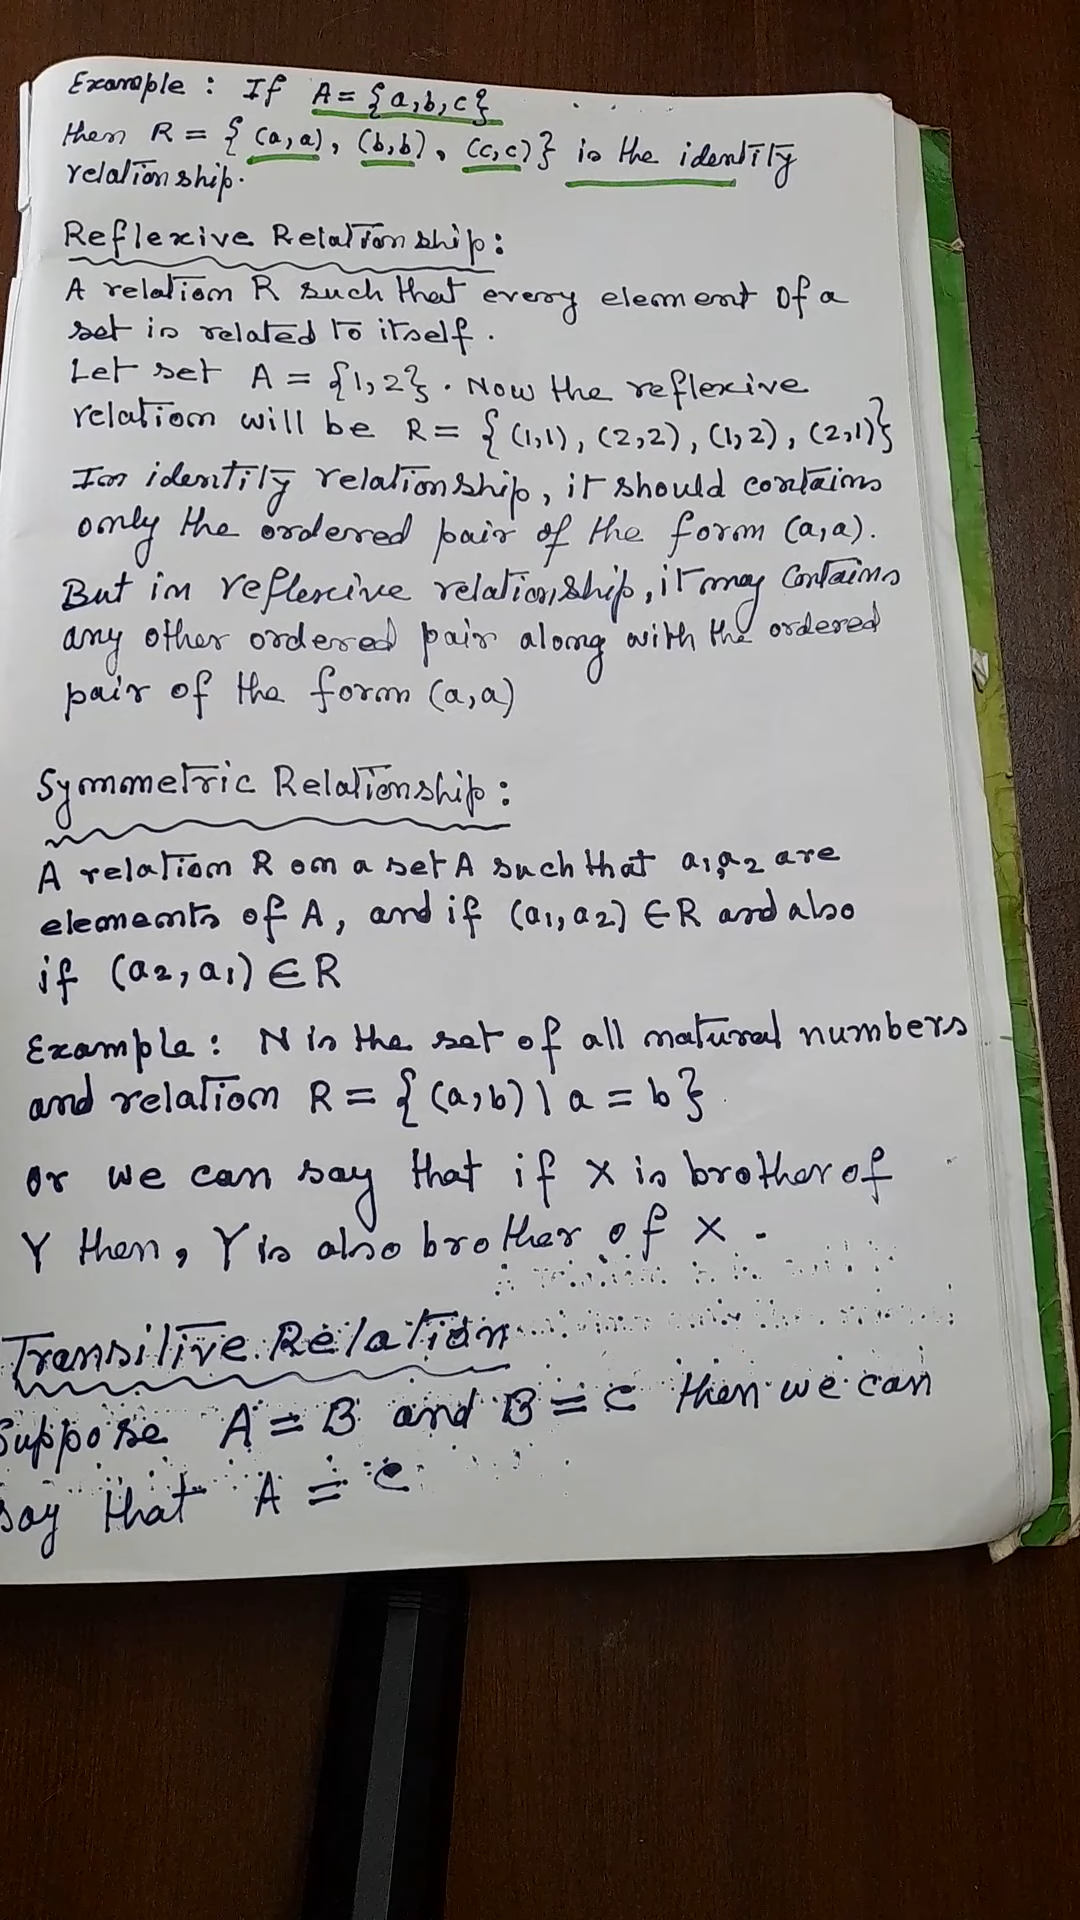 Example : If A = {a,b,c}
then R = { (a,a), (b,b), (c,c)} is the identity
relationship.
Reflexive Relationship:
A relation R such that every element of a
set is related to itself.
Let set A = {1,2}. Now the reflexive
relation will be R = { (1,1), (2,2), (1,2), (2,1)}
In identity relationship, it should contains
only the ordered pair of the form (a,a).
But in reflexive relationship, it may contains
any other ordered pair along with the ordered
pair of the form (a,a)
Symmetric Relationship:
A relation R on a set A such that a1,a2 are
elements of A, and if (a1,a2) ∈ R and also
if (a2,a1) ∈ R
Example: N is the set of all natural numbers
and relation R = { (a,b) | a = b}
or we can say that if X is brother of
Y then, Y is also brother of X.
Transitive Relation
Suppose A = B and B = C then we can
say that A = C